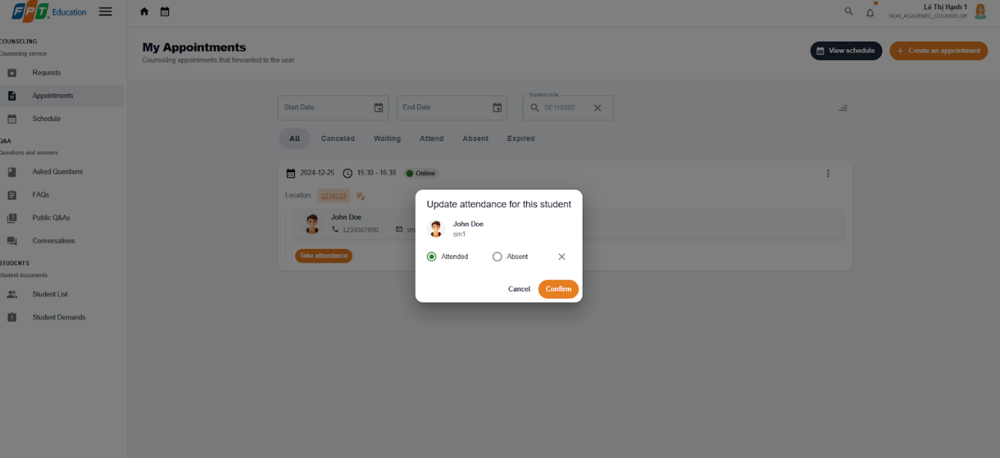 FPT Education
Lê Thị Hạnh 1
NON_ACADEMIC_COUNSELOR
COUNSELING
Counseling service
Requests
Appointments
Schedule
Q&A
Questions and answers
Asked Questions
FAQs
Public Q&As
Conversations
STUDENTS
Student documents
Student List
Student Demands
My Appointments
Counseling appointments that forwarded to the user
View schedule
+ Create an appointment
Start Date
End Date
Student code
SE110000
All Canceled Waiting Attend Absent Expired
2024-12-25 15:30 - 16:30 Online
Location: 1234123
John Doe
1234567890 sm
Take attendance
Update attendance for this student
John Doe
sm1
Attended Absent
Cancel Confirm